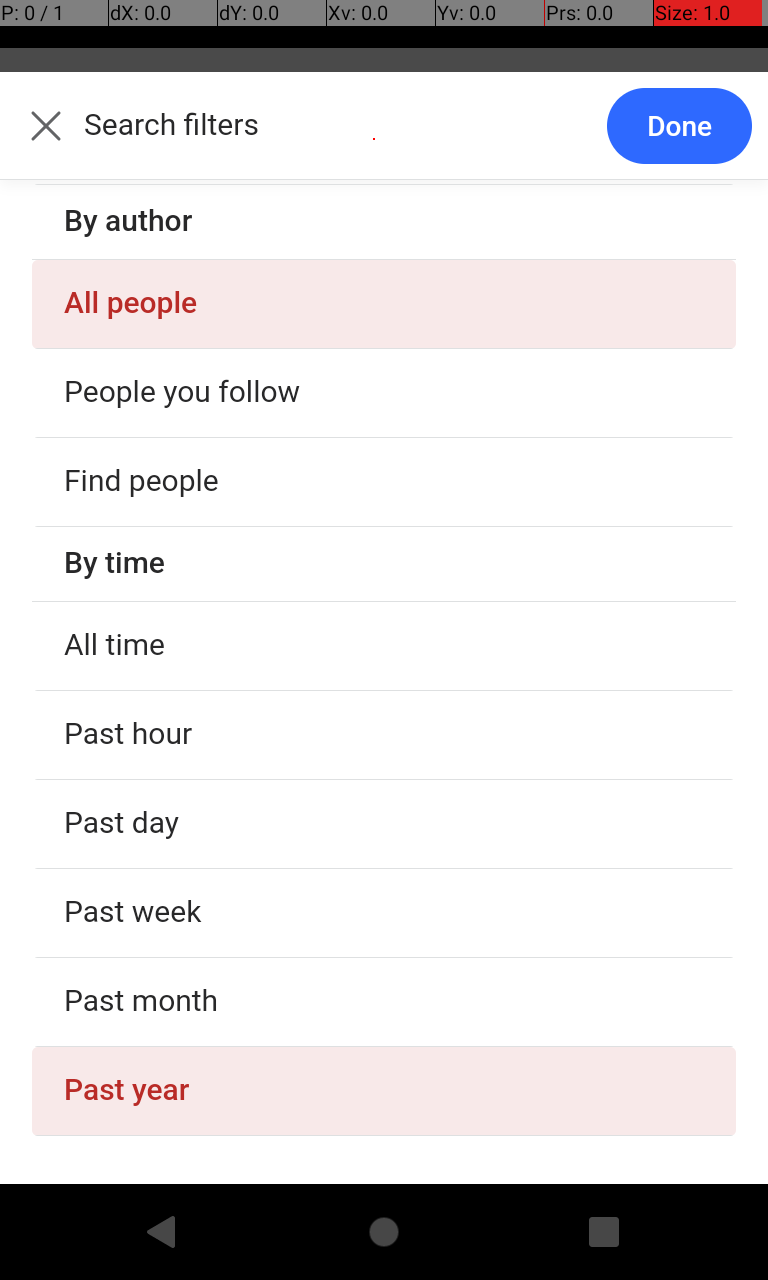 P: 0 / 1 dX: 0.0 dY: 0.0 Xv: 0.0 Yv: 0.0 Prs: 0.0 Size: 1.0
Search filters Done
By author
All people
People you follow
Find people
By time
All time
Past hour
Past day
Past week
Past month
Past year